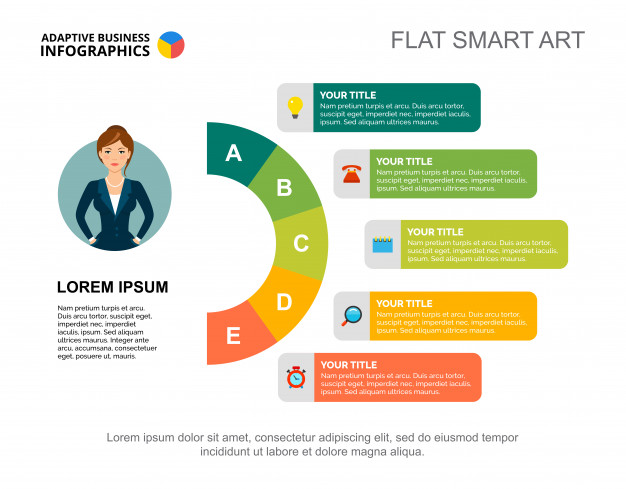 ADAPTIVE BUSINESS
INFOGRAPHICS
FLAT SMART ART
YOUR TITLE
Nam pretium turpis et arcu. Duis arcu tortor,
suscipit eget, imperdiet nec, imperdiet iaculis,
ipsum. Suspendisse aliquam ultrices mauris.
A
YOUR TITLE
Nam pretium turpis et arcu. Duis arcu tortor,
suscipit eget, imperdiet nec, imperdiet iaculis,
ipsum. Sed aliquam ultrices mauris.
B
YOUR TITLE
Nam pretium turpis et arcu. Duis arcu tortor,
suscipit eget, imperdiet nec, imperdiet iaculis,
ipsum. Sed aliquam ultrices mauris.
C
LOREM IPSUM
Nam pretium turpis et arcu.
Duis arcu tortor, suscipit eget,
imperdiet nec, imperdiet
iaculis, aliquam ultrices
mauris. Integer ante
arcu, accumsan, consectetuer
eget, posuere mauris.
YOUR TITLE
Nam pretium turpis et arcu. Duis arcu tortor,
suscipit eget, imperdiet nec, imperdiet iaculis,
ipsum. Sed aliquam ultrices mauris.
D
YOUR TITLE
Nam pretium turpis et arcu. Duis arcu tortor,
suscipit eget, imperdiet nec, imperdiet iaculis,
ipsum. Sed aliquam ultrices mauris.
E
Lorem ipsum dolor sit amet, consectetur adipiscing elit, sed do eiusmod tempor
incididunt ut labore et dolore magna aliqua.